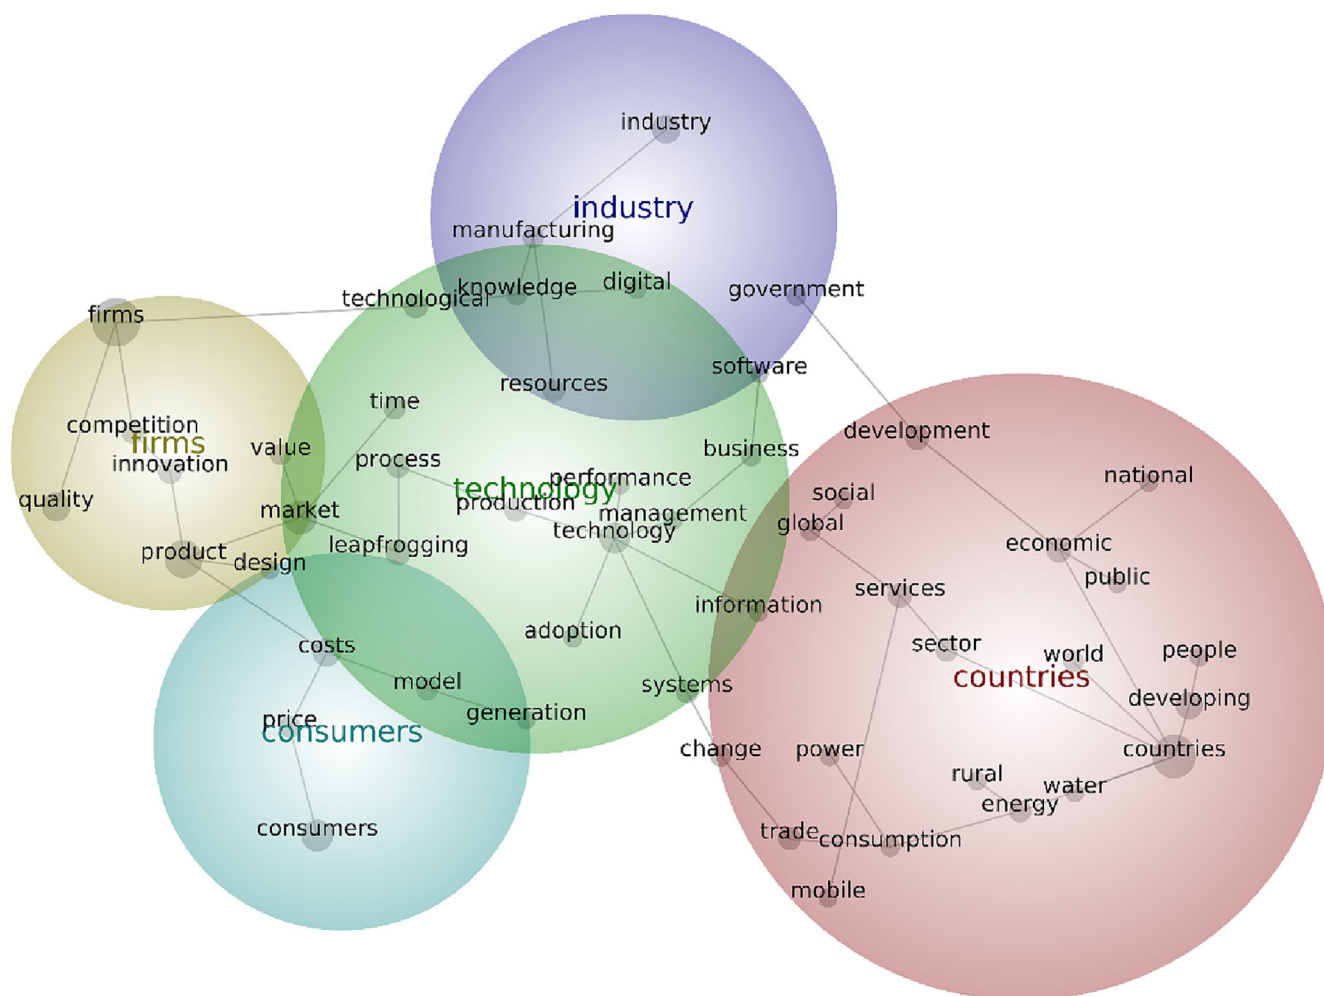 industry
industry
manufacturing
knowledge
digital
technological
government
firms
software
resources
time
competition
firms
innovation
value
process
business
development
performance
technology
production
management
technology
national
social
global
quality
market
product
design
leapfrogging
economic
public
services
information
adoption
costs
sector
world
people
countries
model
systems
developing
generation
price
consumers
change
power
countries
rural
water
energy
consumers
trade
consumption
mobile